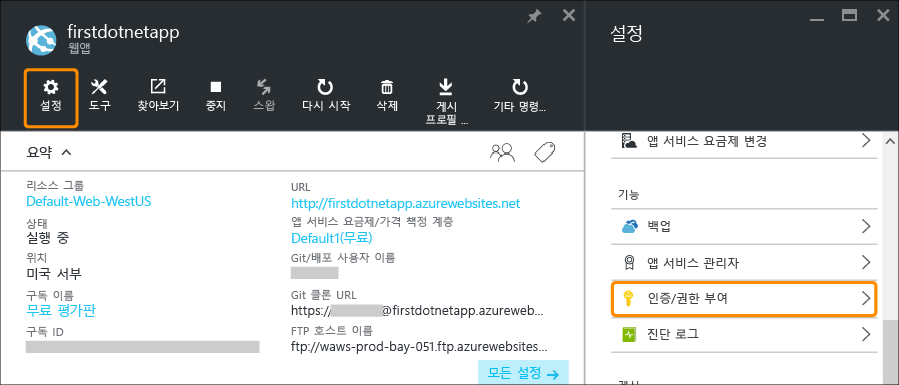 firstdotnetapp
웹앱
설정
도구
찾아보기
중지
스왑
다시 시작
삭제
게시
프로필 ...
기타 명령...
요약
리소스 그룹
Default-Web-WestUS
상태
실행 중
위치
미국 서부
구독 이름
무료 평가판
구독 ID
URL
http://firstdotnetapp.azurewebsites.net
앱 서비스 요금제/가격 책정 계층
Default1(무료)
Git/배포 사용자 이름
Git 클론 URL
https:/ @firstdotnetapp.azureweb...
FTP 호스트 이름
ftp://waws-prod-bay-051.ftp.azurewebsites...
모든 설정 →
설정
앱 서비스 요금제 변경
기능
백업
앱 서비스 관리자
인증/권한 부여
진단 로그